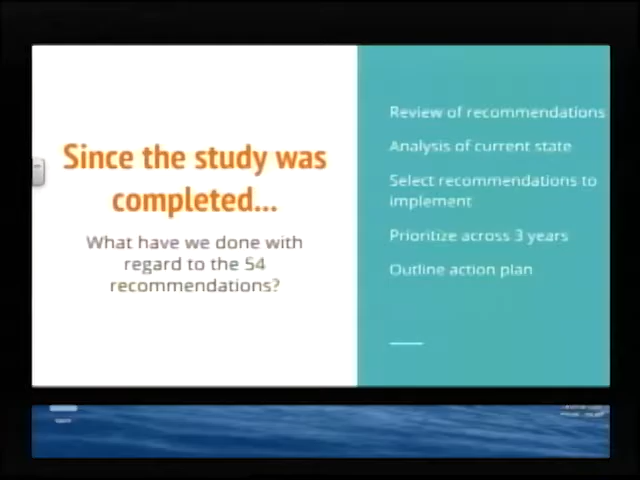 Since the study was
completed...
What have we done with
regard to the 54
recommendations?
Review of recommendations
Analysis of current state
Select recommendations to
implement
Prioritize across 3 years
Outline action plan